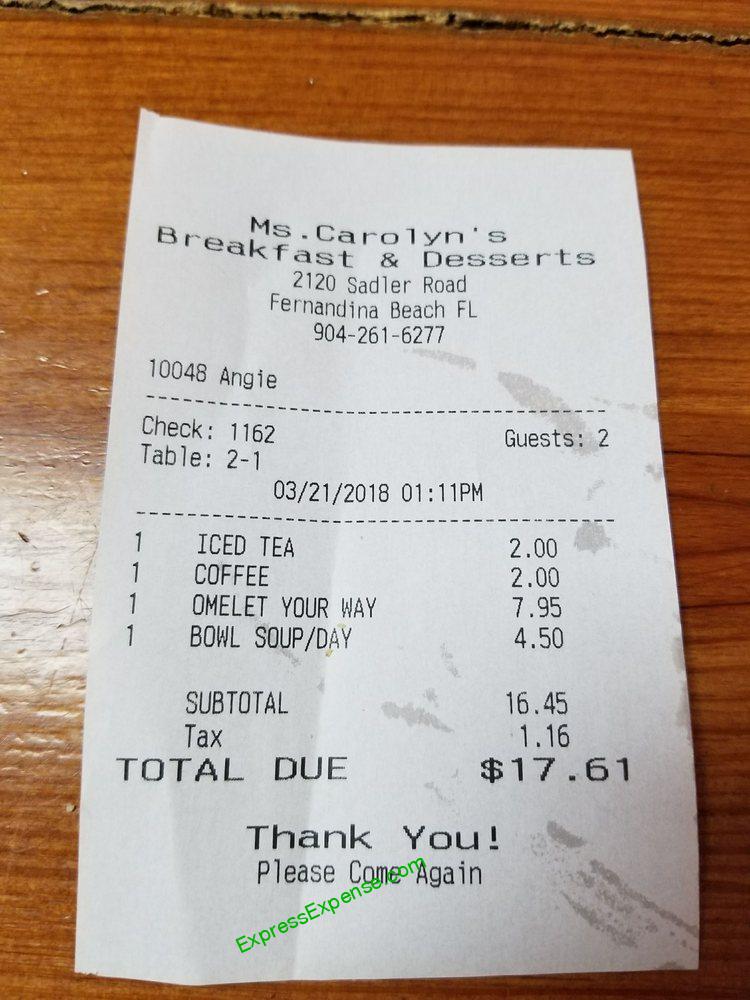 Ms.Carolyn's
Breakfast & Desserts
2120 Sadler Road
Fernandina Beach FL
904-261-6277
10048 Angie
Check: 1162 Guests: 2
Table: 2-1
03/21/2018 01:11PM
1 ICED TEA 2.00
1 COFFEE 2.00
1 OMELET YOUR WAY 7.95
1 BOWL SOUP/DAY 4.50
SUBTOTAL 16.45
Tax 1.16
TOTAL DUE $17.61
Thank You!
Please Come Again
ExpressExpense.com